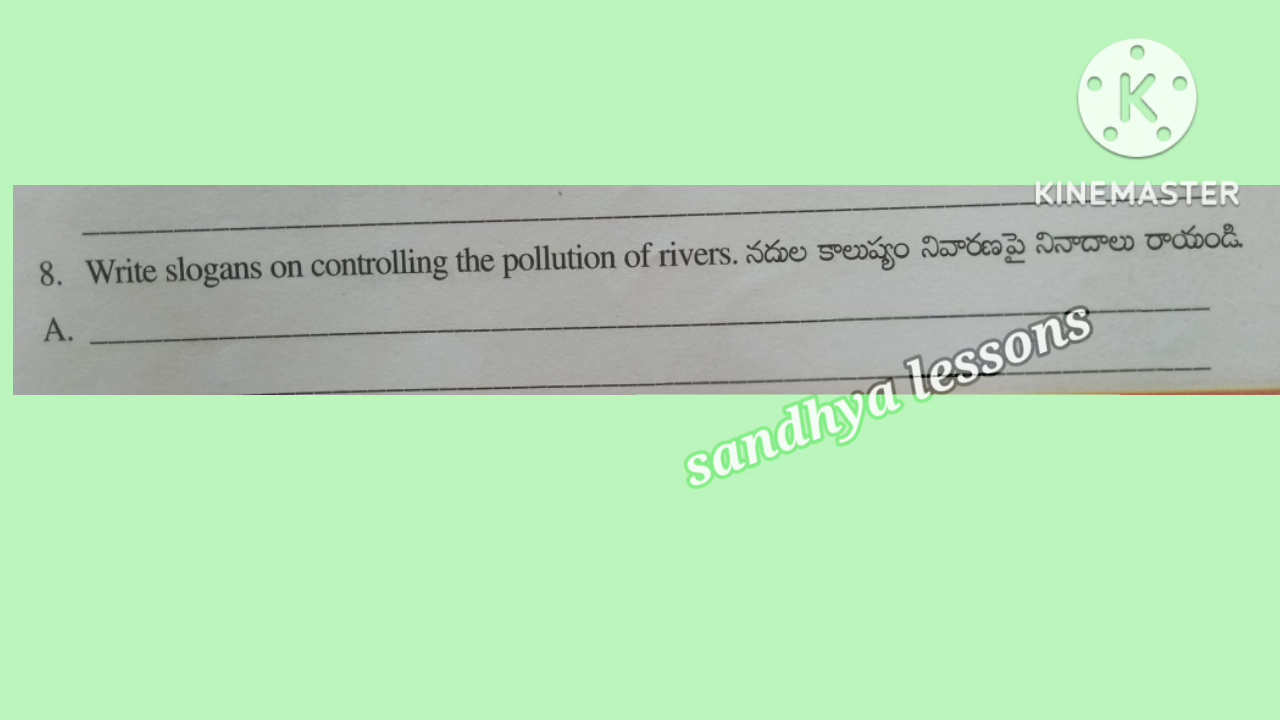 KINEMASTER
8. Write slogans on controlling the pollution of rivers. నదుల కాలుష్యం నివారణపై నినాదాలు రాయండి.
A.
sandhya lessons